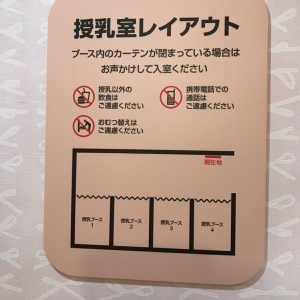 授乳室レイアウト
ブース内のカーテンが閉まっている場合は
お声かけして入室ください
授乳以外の
飲食は
ご遠慮ください
携帯電話での
通話は
ご遠慮ください
おむつ替えは
ご遠慮ください
現在地
授乳ブース
1
授乳ブース
2
授乳ブース
3
授乳ブース
4